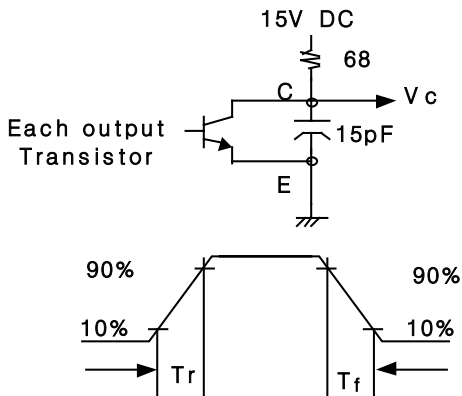 15V DC
68
C
Vc
Each output
Transistor
15pF
E
90%
90%
10%
10%
Tr
Tf